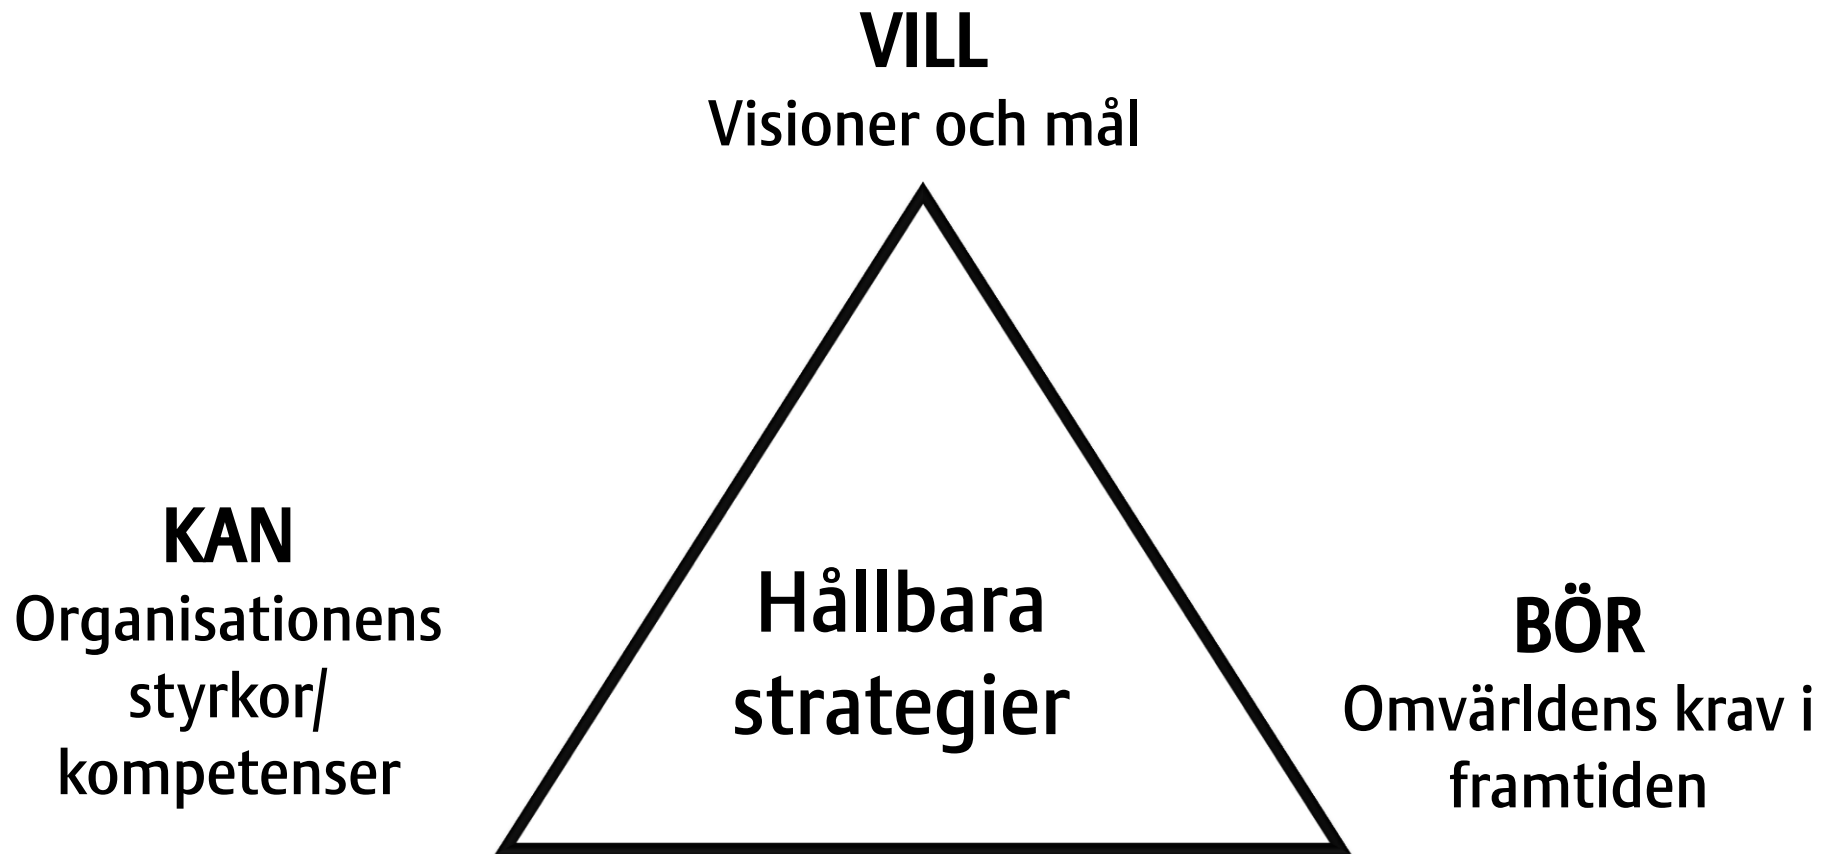 VILL
Visioner och mål
KAN
Organisationens
styrkor/
kompetenser
Hållbara
strategier
BÖR
Omvärldens krav i
framtiden